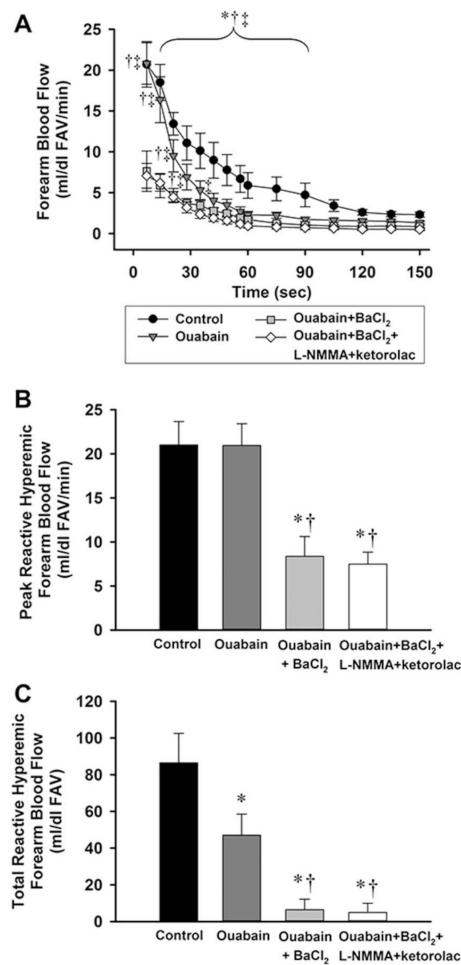 A
*†‡
Forearm Blood Flow
(ml/dl FAV/min)
25
20
15
10
5
0
†‡
†‡
†‡
†‡
‡
0 30 60 90 120 150
Time (sec)
Control
Ouabain
Ouabain+BaCl₂
Ouabain+BaCl₂+
L-NMMA+ketorolac
B
Peak Reactive Hyperemic
Forearm Blood Flow
(ml/dl FAV/min)
25
20
15
10
5
0
*†
*†
Control Ouabain Ouabain Ouabain+BaCl₂+
+ BaCl₂ L-NMMA+ketorolac
C
Total Reactive Hyperemic
Forearm Blood Flow
(ml/dl FAV)
120
100
80
60
40
20
0
*
*†
*†
Control Ouabain Ouabain Ouabain+BaCl₂+
+ BaCl₂ L-NMMA+ketorolac